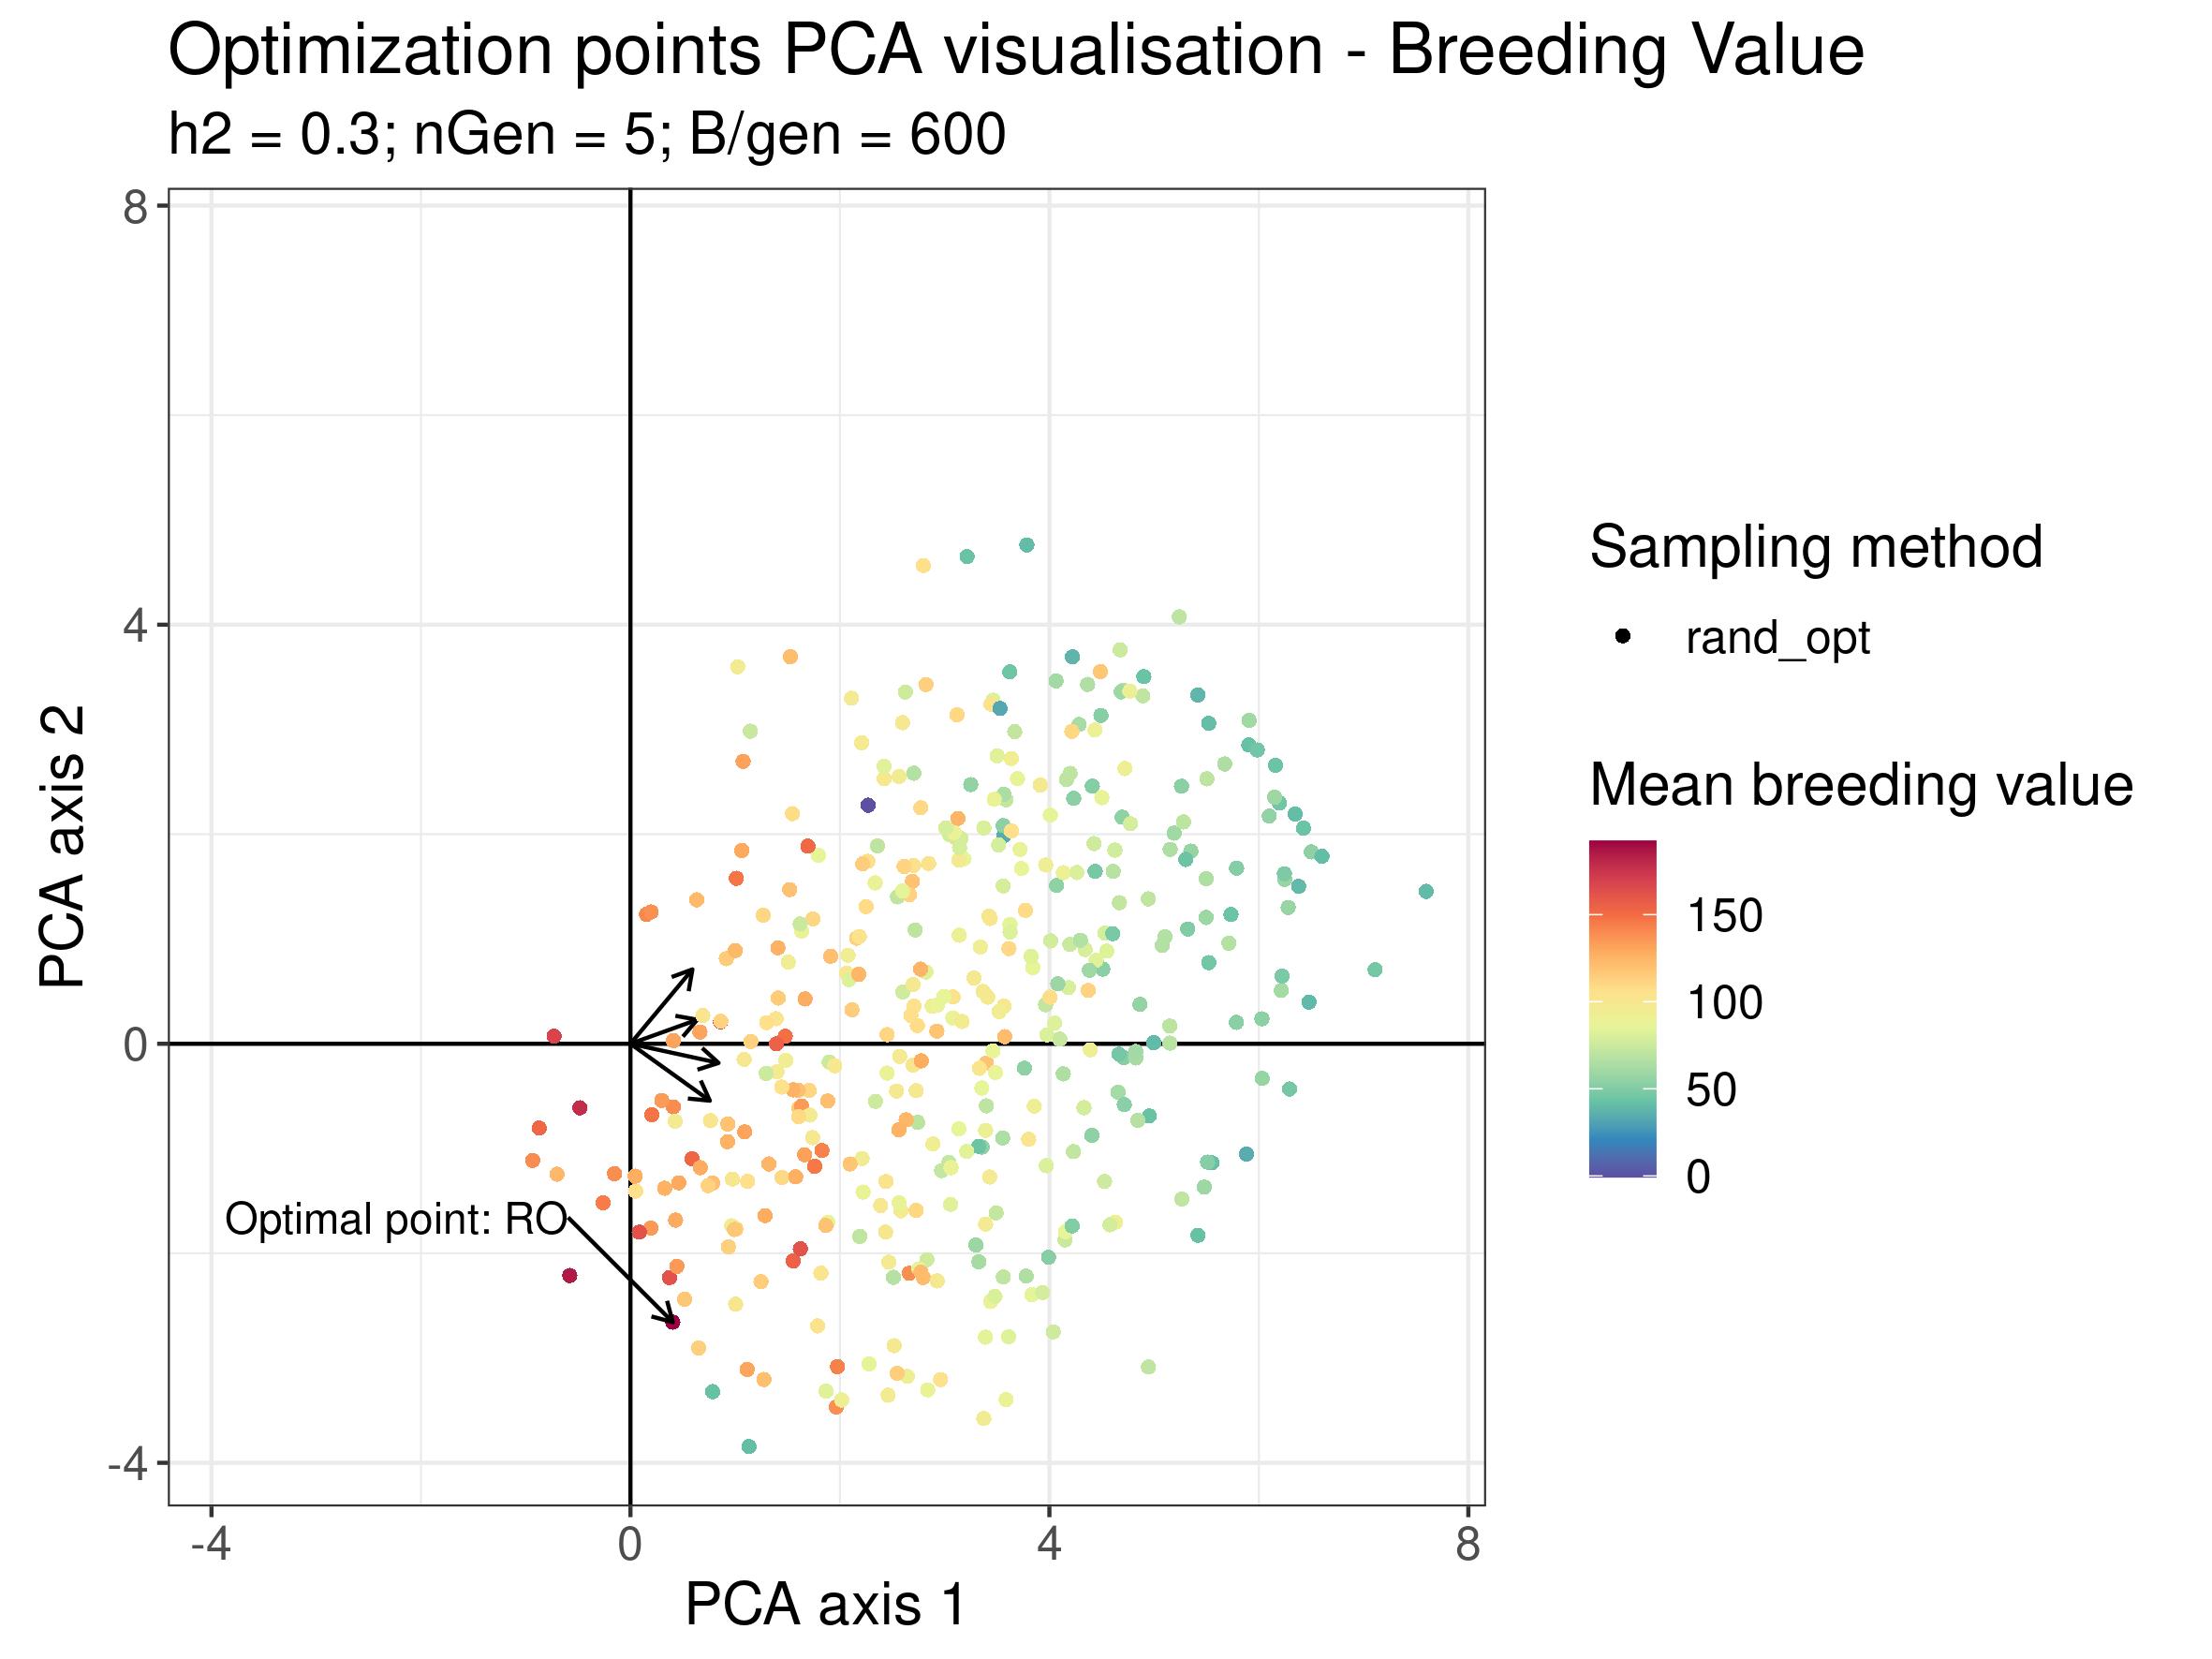 Optimization points PCA visualisation - Breeding Value
h2 = 0.3; nGen = 5; B/gen = 600
8
4
0
-4
PCA axis 2
Optimal point: RO
-4
0
4
8
PCA axis 1
Sampling method
rand_opt
Mean breeding value
150
100
50
0